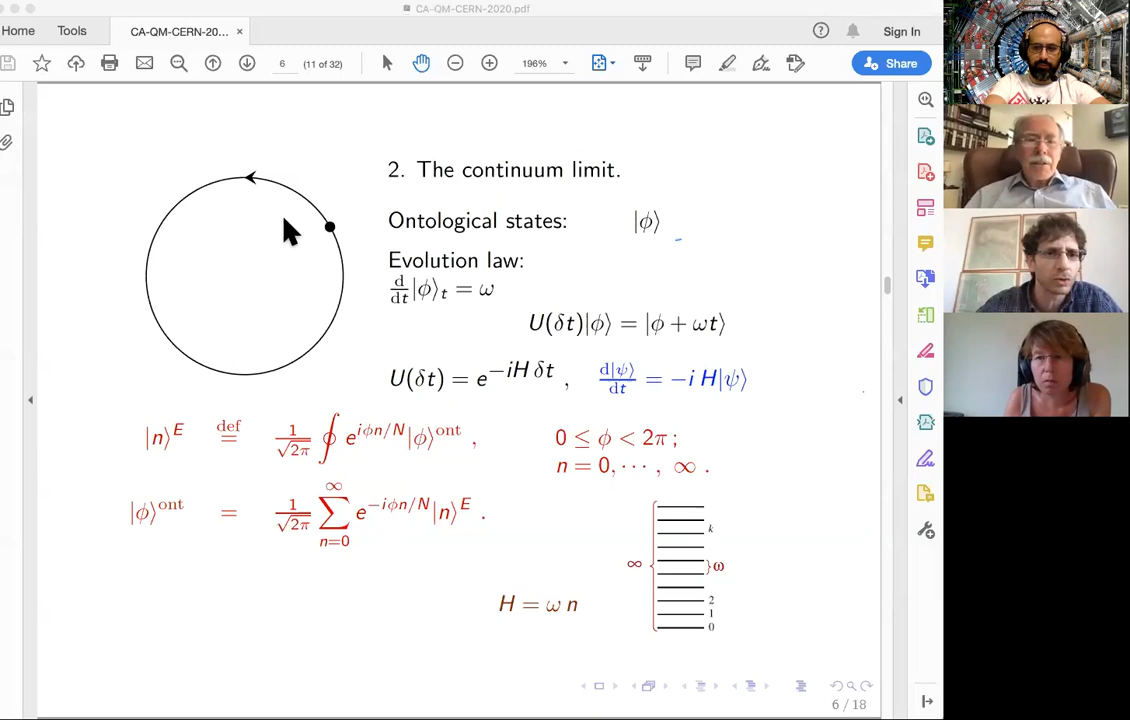 CA-QM-CERN-2020.pdf
Home Tools CA-QM-CERN-20... × Sign In
6 (11 of 32) 196% Share
2. The continuum limit.
Ontological states: |ϕ⟩
Evolution law:
d/dt |ϕ⟩t = ω
U(δt)|ϕ⟩ = |ϕ + ωt⟩
U(δt) = e^{−iH δt} , d|ψ⟩/dt = −i H|ψ⟩
|n⟩^E def= 1/√2π ∮ e^{iϕn/N}|ϕ⟩^ont , 0 ≤ ϕ < 2π ;
n = 0, ··· , ∞ .
|ϕ⟩^ont = 1/√2π ∑_{n=0}^{∞} e^{−iϕn/N}|n⟩^E .
k
∞ }ω
2
1
0
H = ω n
6 / 18